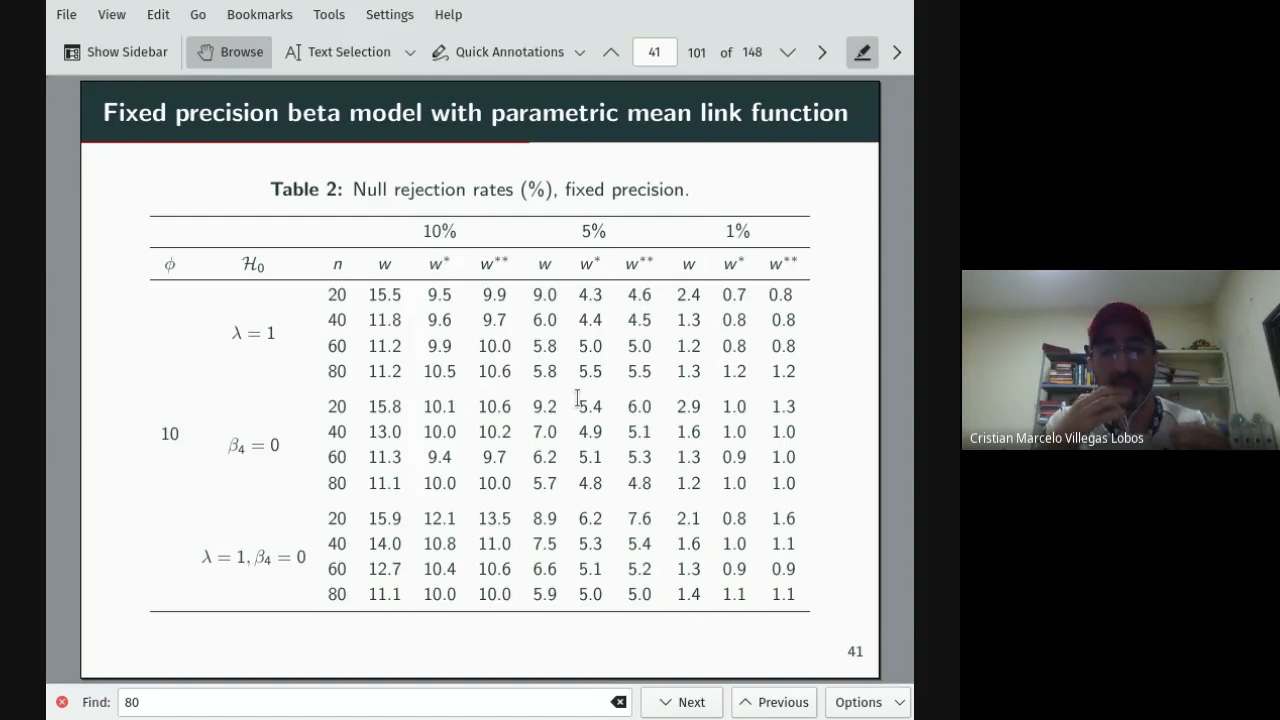 File View Edit Go Bookmarks Tools Settings Help
Show Sidebar Browse Text Selection Quick Annotations 41 101 of 148
Fixed precision beta model with parametric mean link function
Table 2: Null rejection rates (%), fixed precision.
10% 5% 1%
ϕ ℋ₀ n w w* w** w w* w** w w* w**
20 15.5 9.5 9.9 9.0 4.3 4.6 2.4 0.7 0.8
λ = 1
40 11.8 9.6 9.7 6.0 4.4 4.5 1.3 0.8 0.8
60 11.2 9.9 10.0 5.8 5.0 5.0 1.2 0.8 0.8
80 11.2 10.5 10.6 5.8 5.5 5.5 1.3 1.2 1.2
20 15.8 10.1 10.6 9.2 5.4 6.0 2.9 1.0 1.3
10 β₄ = 0
40 13.0 10.0 10.2 7.0 4.9 5.1 1.6 1.0 1.0
60 11.3 9.4 9.7 6.2 5.1 5.3 1.3 0.9 1.0
80 11.1 10.0 10.0 5.7 4.8 4.8 1.2 1.0 1.0
20 15.9 12.1 13.5 8.9 6.2 7.6 2.1 0.8 1.6
λ = 1, β₄ = 0
40 14.0 10.8 11.0 7.5 5.3 5.4 1.6 1.0 1.1
60 12.7 10.4 10.6 6.6 5.1 5.2 1.3 0.9 0.9
80 11.1 10.0 10.0 5.9 5.0 5.0 1.4 1.1 1.1
41
Find: 80 Next Previous Options
Cristian Marcelo Villegas Lobos